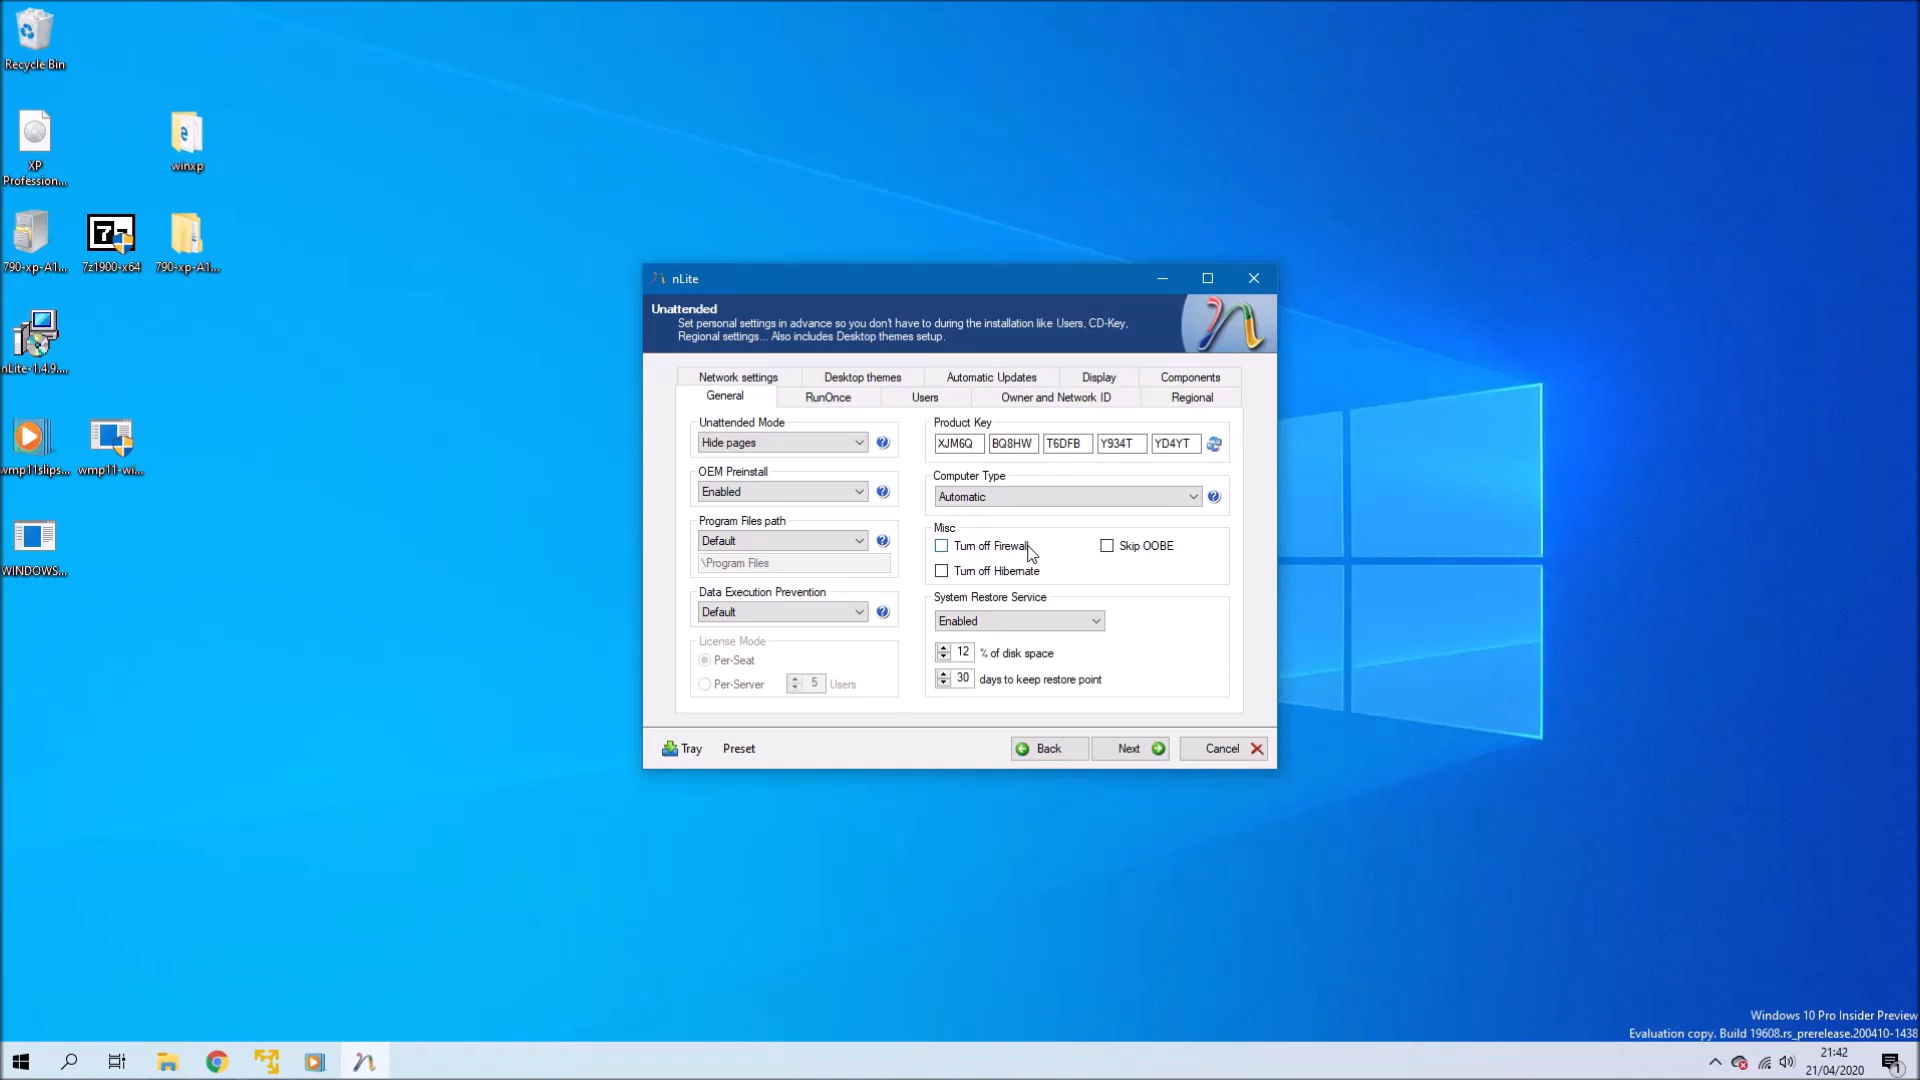 Recycle Bin
XP
Profession...
winxp
790-xp-A1...
7z1900-x64
790-xp-A1...
nLite-1.4.9....
wmp11slips...
wmp11-wi...
WINDOWS...
nLite
Unattended
Set personal settings in advance so you don't have to during the installation like Users, CD-Key,
Regional settings... Also includes Desktop themes setup.
Network settings
Desktop themes
Automatic Updates
Display
Components
General
RunOnce
Users
Owner and Network ID
Regional
Unattended Mode
Hide pages
OEM Preinstall
Enabled
Program Files path
Default
\Program Files
Data Execution Prevention
Default
License Mode
Per-Seat
Per-Server
5
Users
Product Key
XJM6Q
BQ8HW
T6DFB
Y934T
YD4YT
Computer Type
Automatic
Misc
Turn off Firewall
Skip OOBE
Turn off Hibernate
System Restore Service
Enabled
12
% of disk space
30
days to keep restore point
Tray
Preset
Back
Next
Cancel
Windows 10 Pro Insider Preview
Evaluation copy. Build 19608.rs_prerelease.200410-1438
21:42
21/04/2020
1